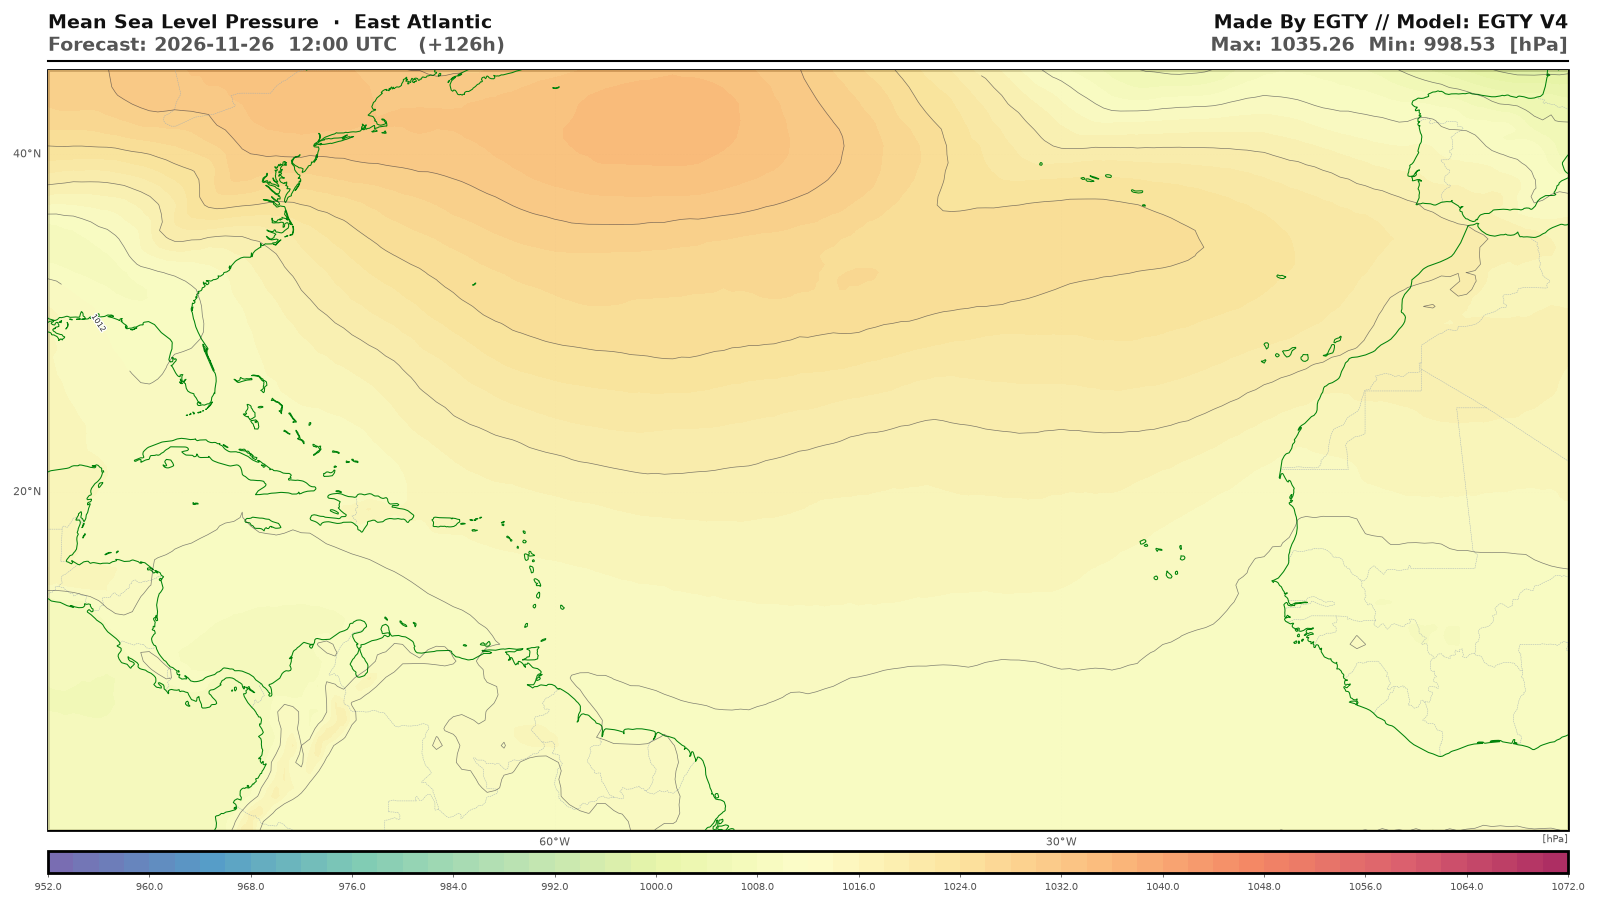 Mean Sea Level Pressure · East Atlantic
Made By EGTY // Model: EGTY V4
Forecast: 2026-11-26 12:00 UTC (+126h)
Max: 1035.26 Min: 998.53 [hPa]
40°N
1012
20°N
60°W
30°W
[hPa]
952.0 960.0 968.0 976.0 984.0 992.0 1000.0 1008.0 1016.0 1024.0 1032.0 1040.0 1048.0 1056.0 1064.0 1072.0